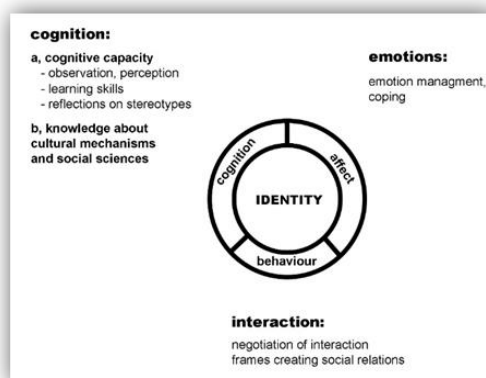 cognition:
a, cognitive capacity
- observation, perception
- learning skills
- reflections on stereotypes
b, knowledge about
cultural mechanisms
and social sciences
emotions:
emotion managment,
coping
cognition
affect
IDENTITY
behaviour
interaction:
negotiation of interaction
frames creating social relations